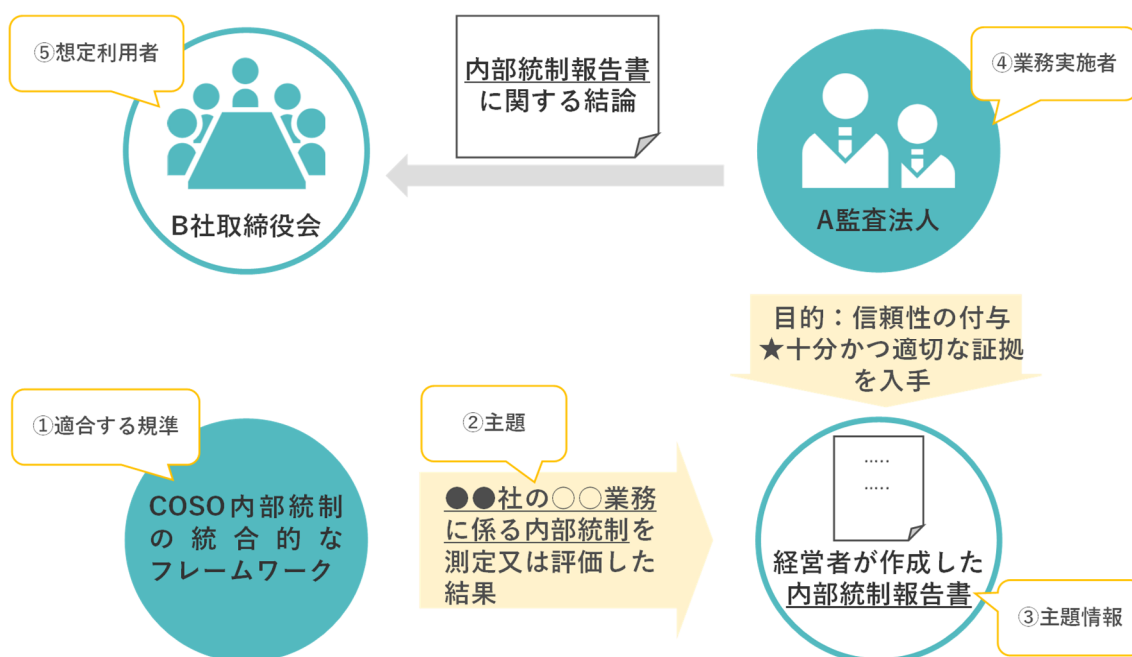 ⑤想定利用者
B社取締役会
内部統制報告書
に関する結論
④業務実施者
A監査法人
目的：信頼性の付与
★十分かつ適切な証拠
を入手
①適合する規準
COSO内部統制
の統合的な
フレームワーク
②主題
●●社の○○業務
に係る内部統制を
測定又は評価した
結果
.....
.....
経営者が作成した
内部統制報告書
③主題情報